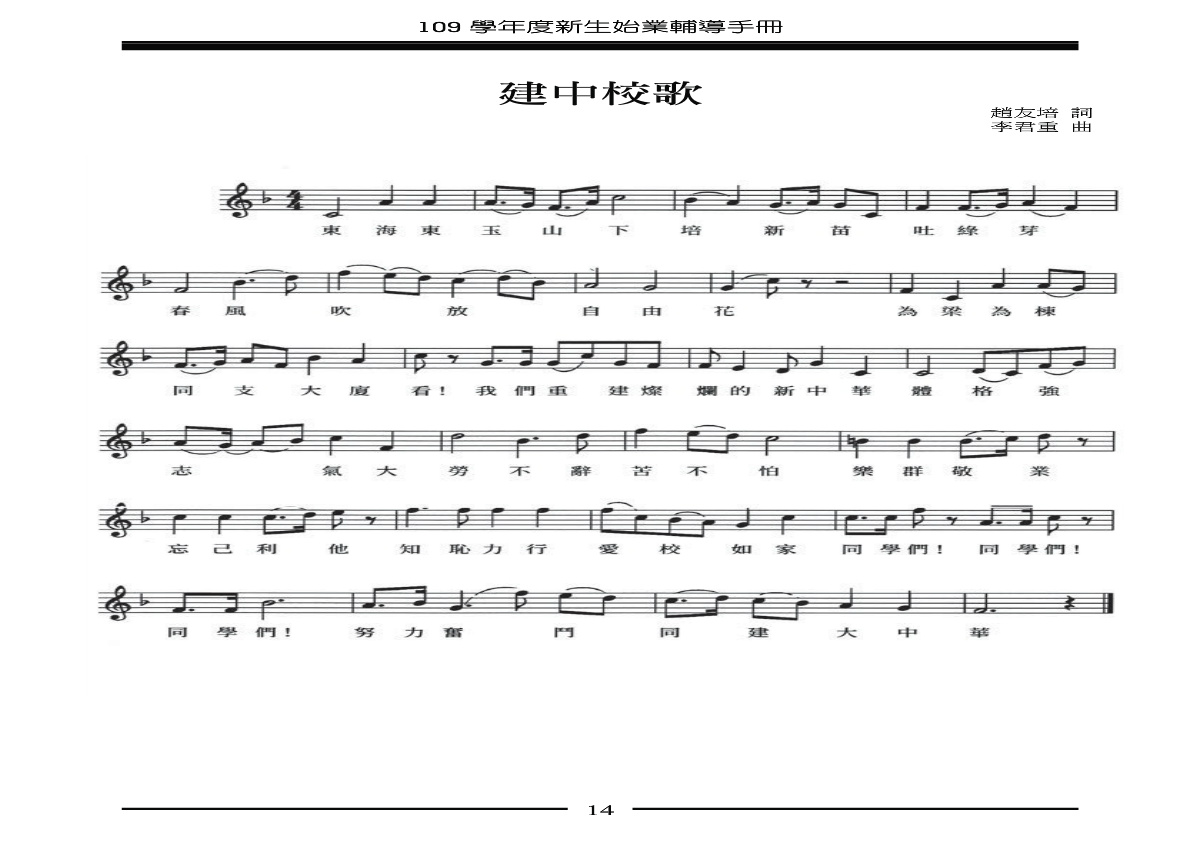 109 學年度新生始業輔導手冊
建中校歌
趙友培 詞
李君重 曲
東海東玉山下培新苗吐綠芽
春風吹放自由花為梁為棟
同支大廈看!我們重建燦爛的新中華體格強
志氣大勞不辭苦不怕樂群敬業
忘己利他知恥力行愛校如家同學們!同學們!
同學們!努力奮鬥同建大中華
14